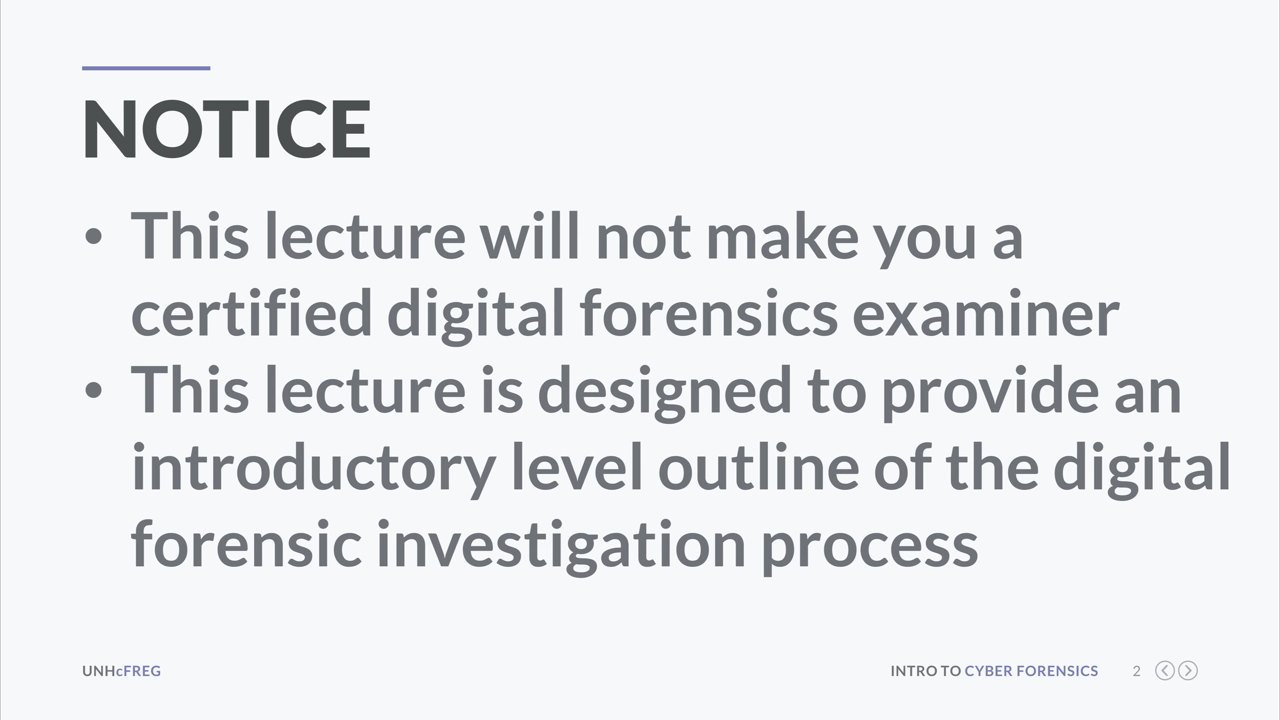 NOTICE
• This lecture will not make you a
certified digital forensics examiner
• This lecture is designed to provide an
introductory level outline of the digital
forensic investigation process
UNHcFREG
INTRO TO CYBER FORENSICS 2